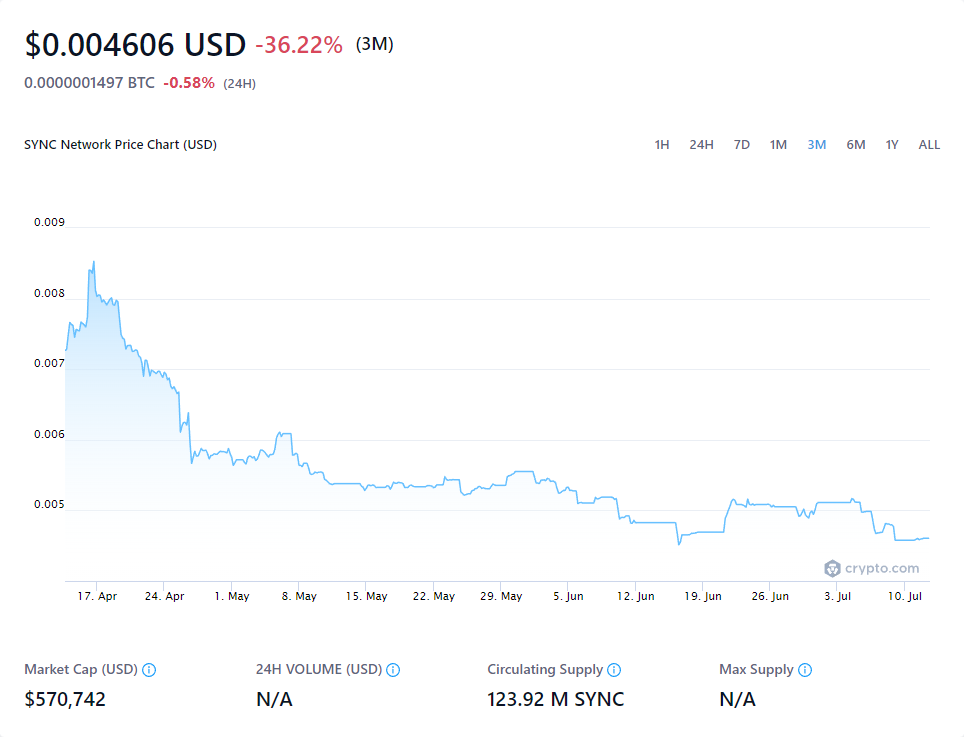 $0.004606 USD -36.22% (3M)
0.0000001497 BTC -0.58% (24H)
SYNC Network Price Chart (USD) 1H 24H 7D 1M 3M 6M 1Y ALL
0.009
0.008
0.007
0.006
0.005
crypto.com
17. Apr 24. Apr 1. May 8. May 15. May 22. May 29. May 5. Jun 12. Jun 19. Jun 26. Jun 3. Jul 10. Jul
Market Cap (USD) 24H VOLUME (USD) Circulating Supply Max Supply
$570,742 N/A 123.92 M SYNC N/A